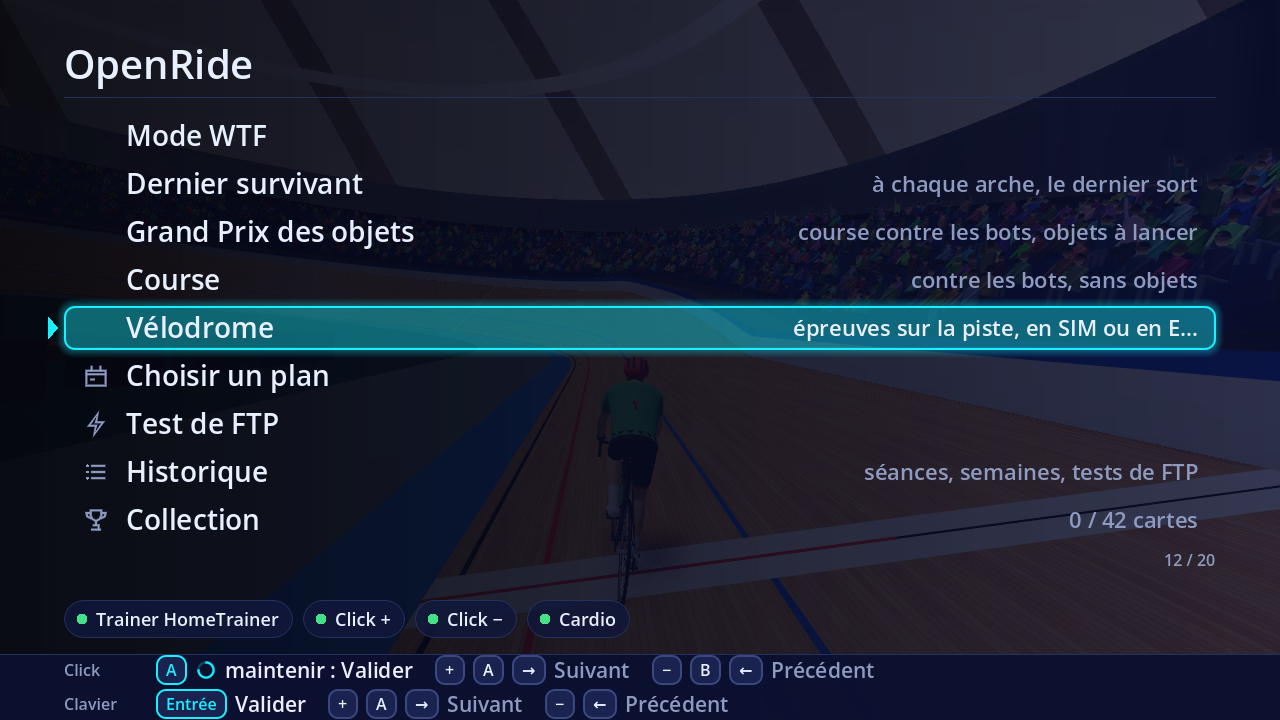 OpenRide
Mode WTF
Dernier survivant à chaque arche, le dernier sort
Grand Prix des objets course contre les bots, objets à lancer
Course contre les bots, sans objets
Vélodrome épreuves sur la piste, en SIM ou en E...
Choisir un plan
Test de FTP
Historique séances, semaines, tests de FTP
Collection 0 / 42 cartes
12 / 20
Trainer HomeTrainer Click + Click − Cardio
Click A maintenir : Valider + A → Suivant − B ← Précédent
Clavier Entrée Valider + A → Suivant − ← Précédent